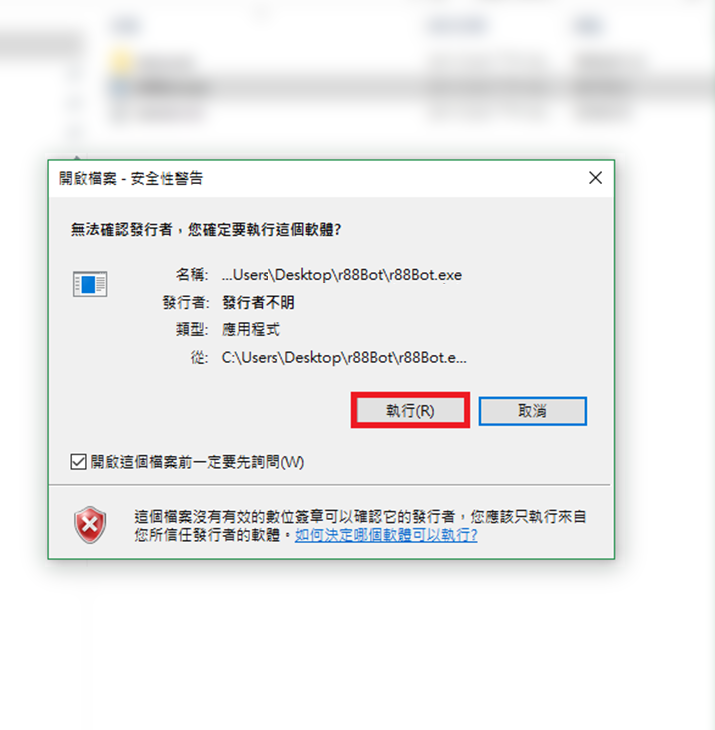 開啟檔案 - 安全性警告
無法確認發行者，您確定要執行這個軟體?
名稱: ...Users\Desktop\r88Bot\r88Bot.exe
發行者: 發行者不明
類型: 應用程式
從: C:\Users\Desktop\r88Bot\r88Bot.e...
執行(R) 取消
開啟這個檔案前一定要先詢問(W)
這個檔案沒有有效的數位簽章可以確認它的發行者，您應該只執行來自
您所信任發行者的軟體。如何決定哪個軟體可以執行?